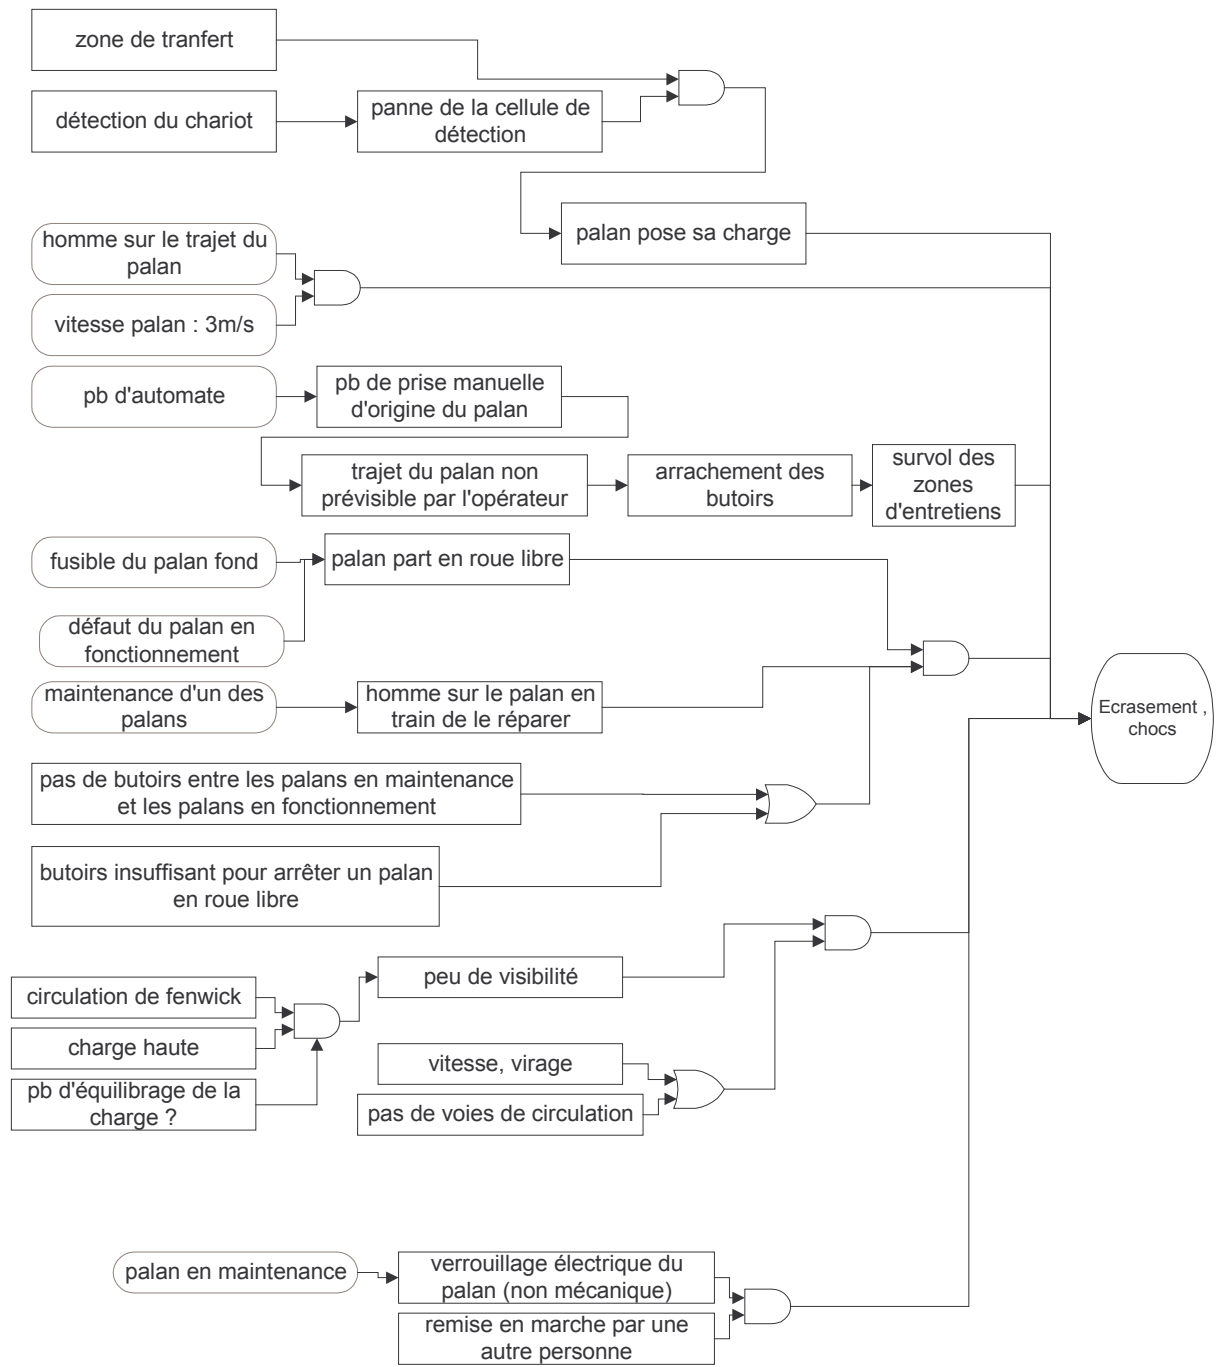 zone de tranfert
détection du chariot
panne de la cellule de
détection
palan pose sa charge
homme sur le trajet du
palan
vitesse palan : 3m/s
pb d'automate
pb de prise manuelle
d'origine du palan
trajet du palan non
prévisible par l'opérateur
arrachement des
butoirs
survol des
zones
d'entretiens
fusible du palan fond
palan part en roue libre
défaut du palan en
fonctionnement
maintenance d'un des
palans
homme sur le palan en
train de le réparer
Ecrasement ,
chocs
pas de butoirs entre les palans en maintenance
et les palans en fonctionnement
butoirs insuffisant pour arrêter un palan
en roue libre
peu de visibilité
circulation de fenwick
charge haute
pb d'équilibrage de la
charge ?
vitesse, virage
pas de voies de circulation
palan en maintenance
verrouillage électrique du
palan (non mécanique)
remise en marche par une
autre personne